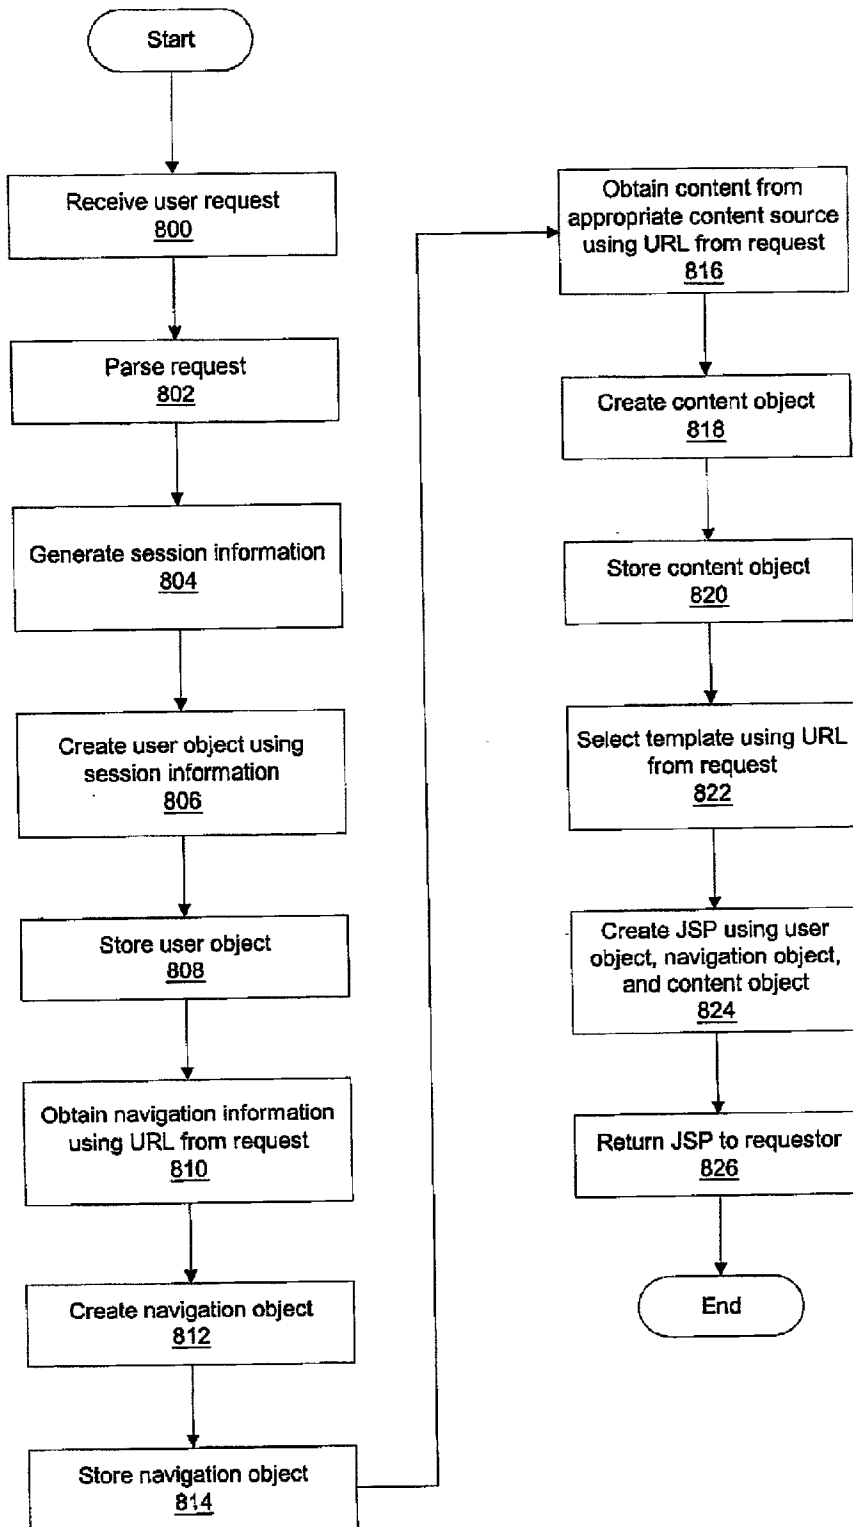 Start
Receive user request
800
Parse request
802
Generate session information
804
Create user object using
session information
806
Store user object
808
Obtain navigation information
using URL from request
810
Create navigation object
812
Store navigation object
814
Obtain content from
appropriate content source
using URL from request
816
Create content object
818
Store content object
820
Select template using URL
from request
822
Create JSP using user
object, navigation object,
and content object
824
Return JSP to requestor
826
End